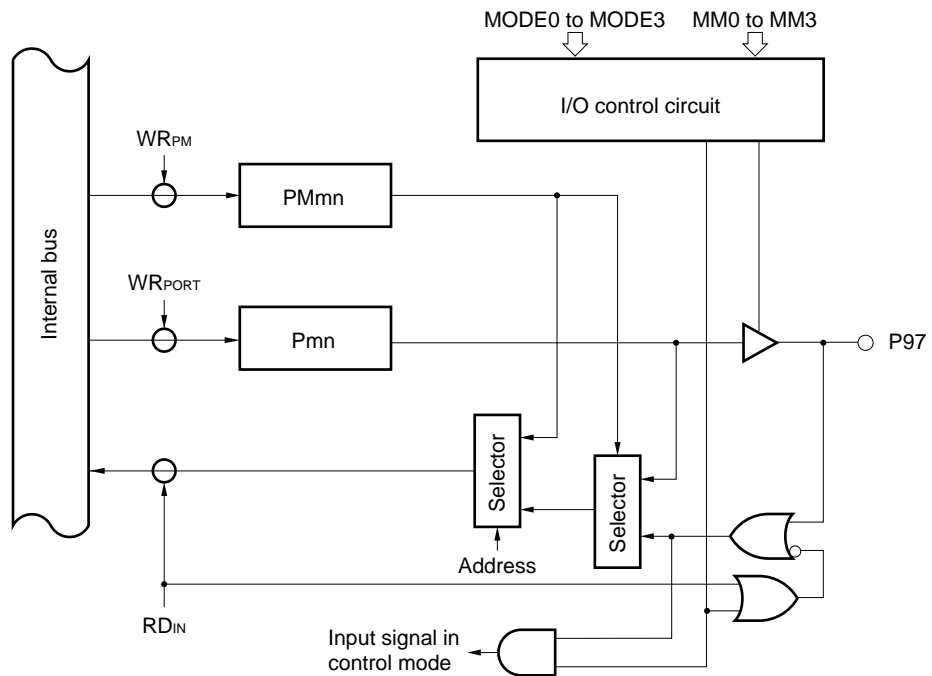 MODE0 to MODE3
MM0 to MM3
I/O control circuit
WRPM
PMmn
Internal bus
WRPORT
Pmn
P97
Selector
Selector
Address
RDIN
Input signal in
control mode